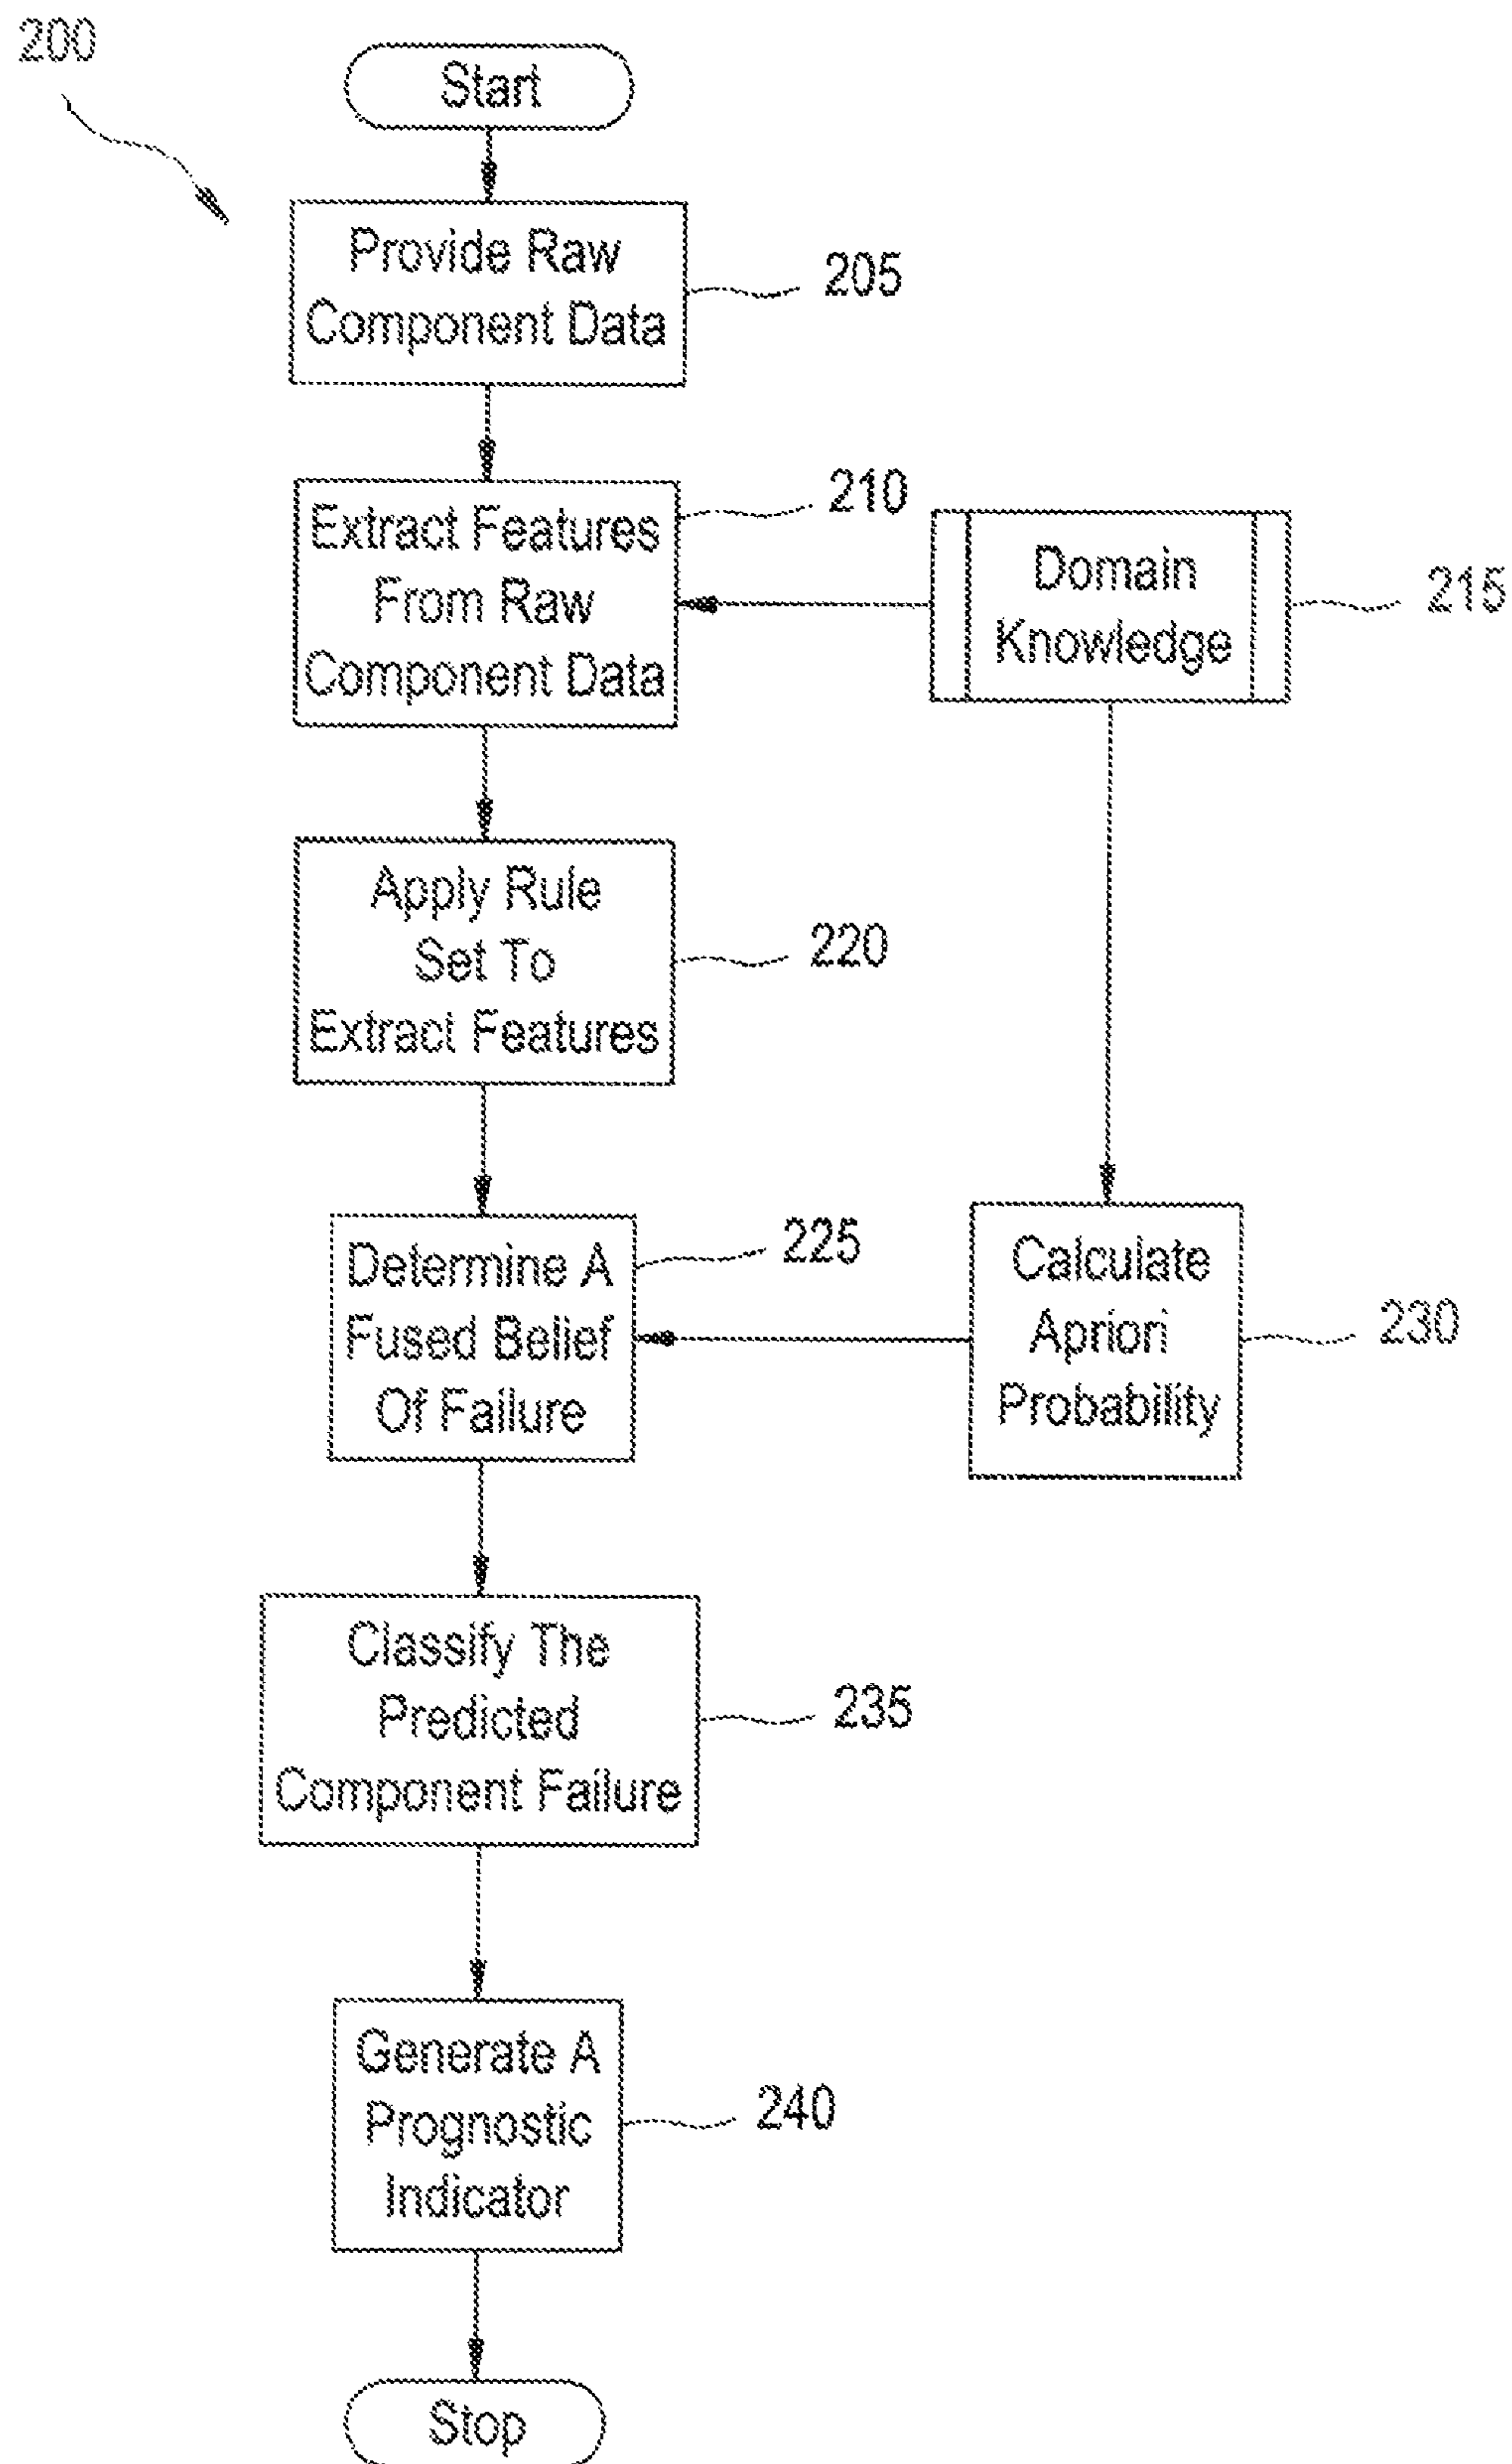 200
Start
Provide Raw
Component Data
205
Extract Features
From Raw
Component Data
210
Domain
Knowledge
215
Apply Rule
Set To
Extract Features
220
Determine A
Fused Belief
Of Failure
225
Calculate
Apriori
Probability
230
Classify The
Predicted
Component Failure
235
Generate A
Prognostic
Indicator
240
Stop